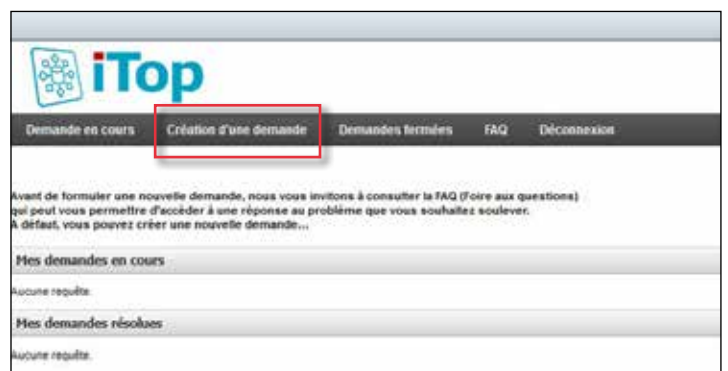 iTop
Demande en cours Création d'une demande Demandes fermées FAQ Déconnexion
Avant de formuler une nouvelle demande, nous vous invitons à consulter la FAQ (Foire aux questions)
qui peut vous permettre d'accéder à une réponse au problème que vous souhaitez soulever.
A défaut, vous pouvez créer une nouvelle demande...
Mes demandes en cours
Aucune requête.
Mes demandes résolues
Aucune requête.